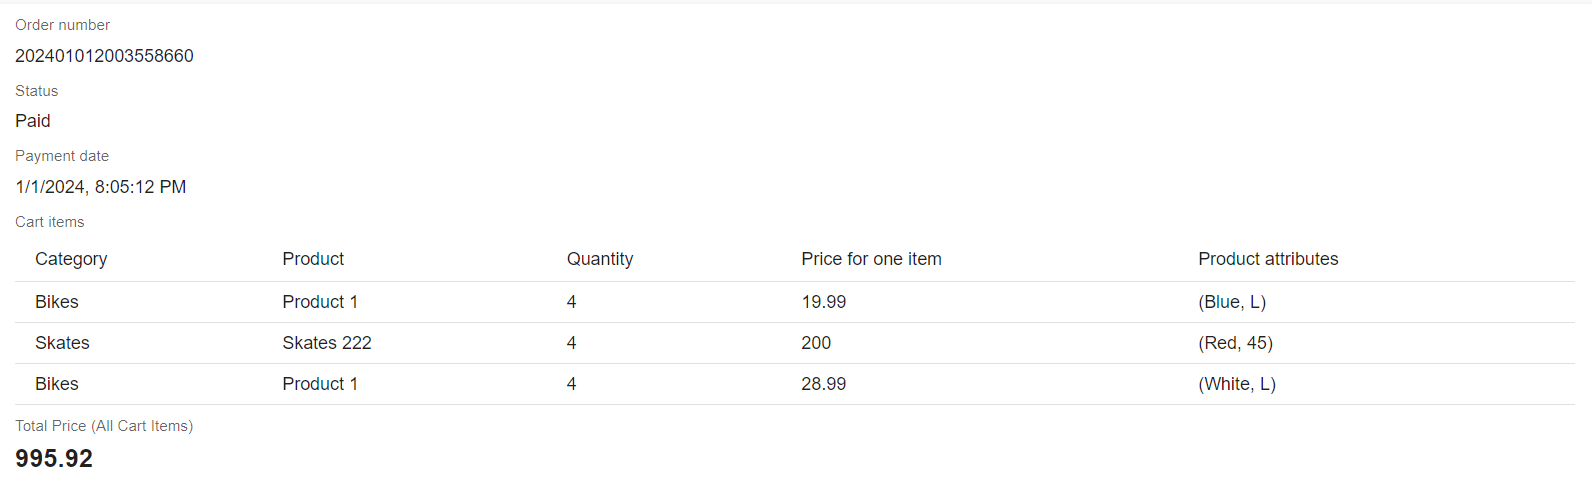 Order number
202401012003558660
Status
Paid
Payment date
1/1/2024, 8:05:12 PM
Cart items
Category Product Quantity Price for one item Product attributes
Bikes Product 1 4 19.99 (Blue, L)
Skates Skates 222 4 200 (Red, 45)
Bikes Product 1 4 28.99 (White, L)
Total Price (All Cart Items)
995.92